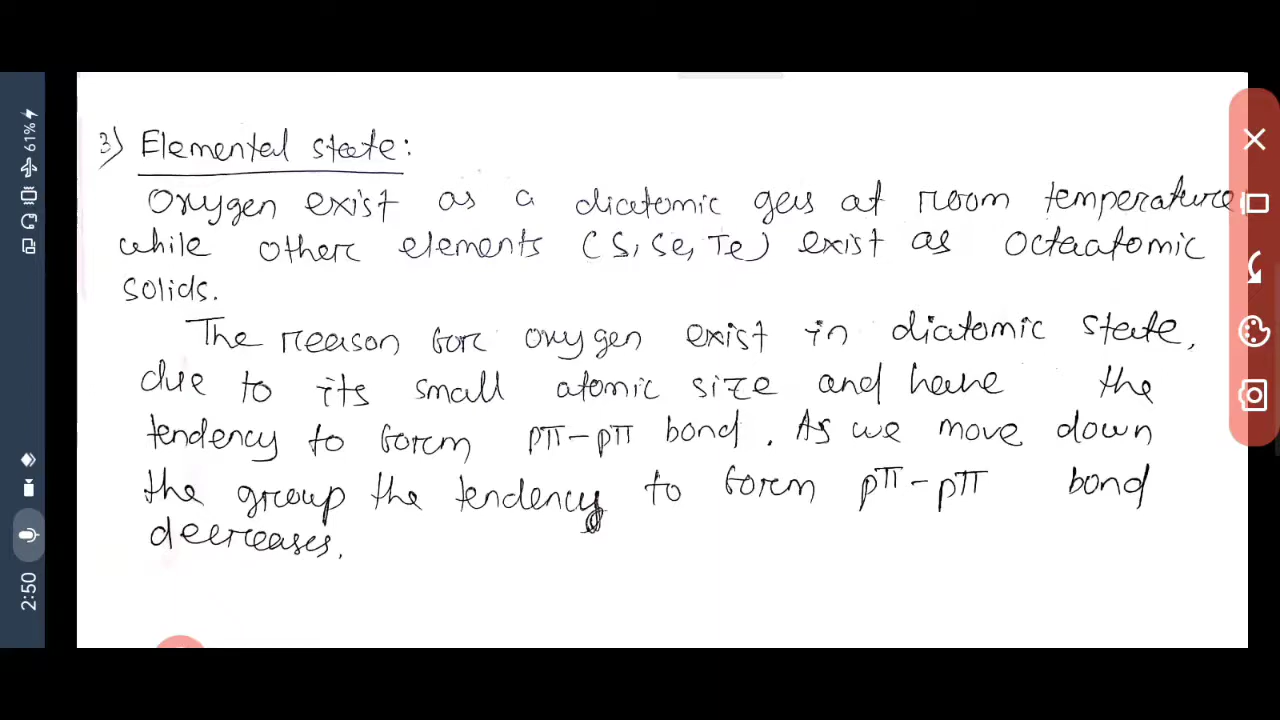 3) Elemental state:
Oxygen exist as a diatomic gas at room temperature
while other elements (S, Se, Te) exist as Octaatomic
solids.
The reason for oxygen exist in diatomic state,
due to its small atomic size and have the
tendency to form pπ-pπ bond. As we move down
the group the tendency to form pπ-pπ bond
decreases.
61%
2:50